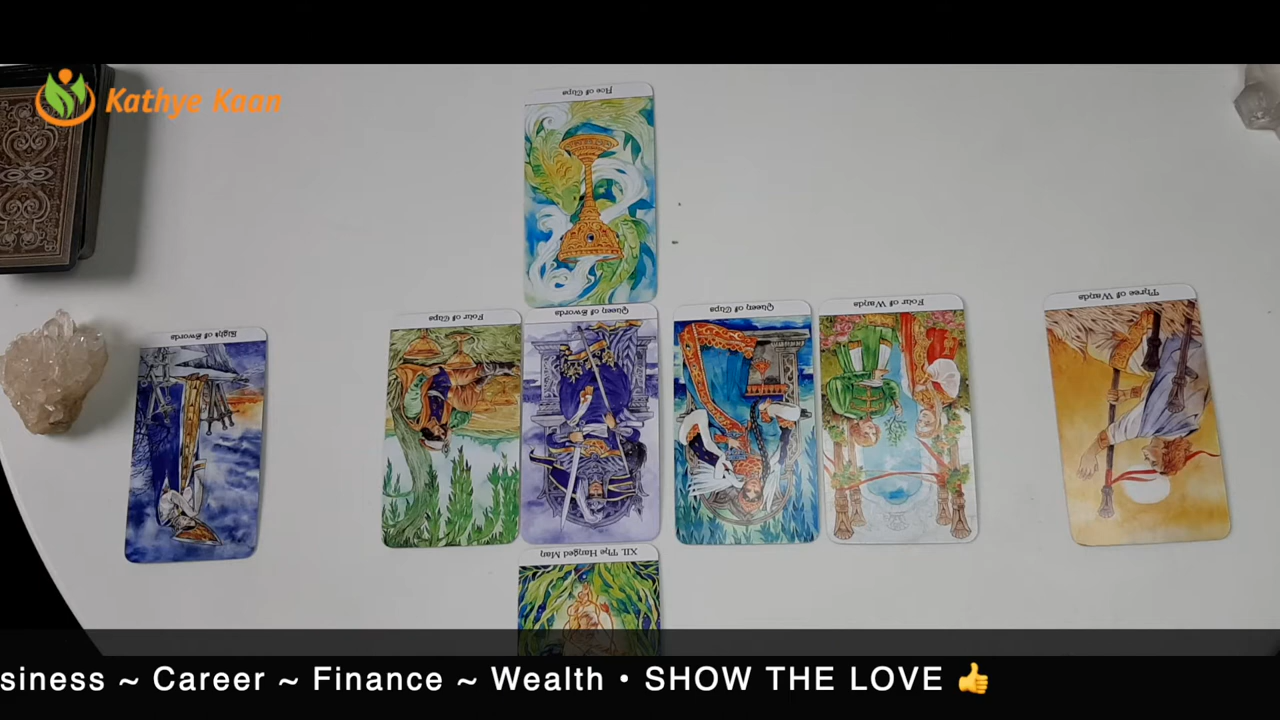 Kathye Kaan
Ace of Cups
Eight of Swords
Four of Cups
Queen of Swords
Queen of Cups
Four of Wands
Three of Wands
XII. The Hanged Man
siness ~ Career ~ Finance ~ Wealth • SHOW THE LOVE 👍